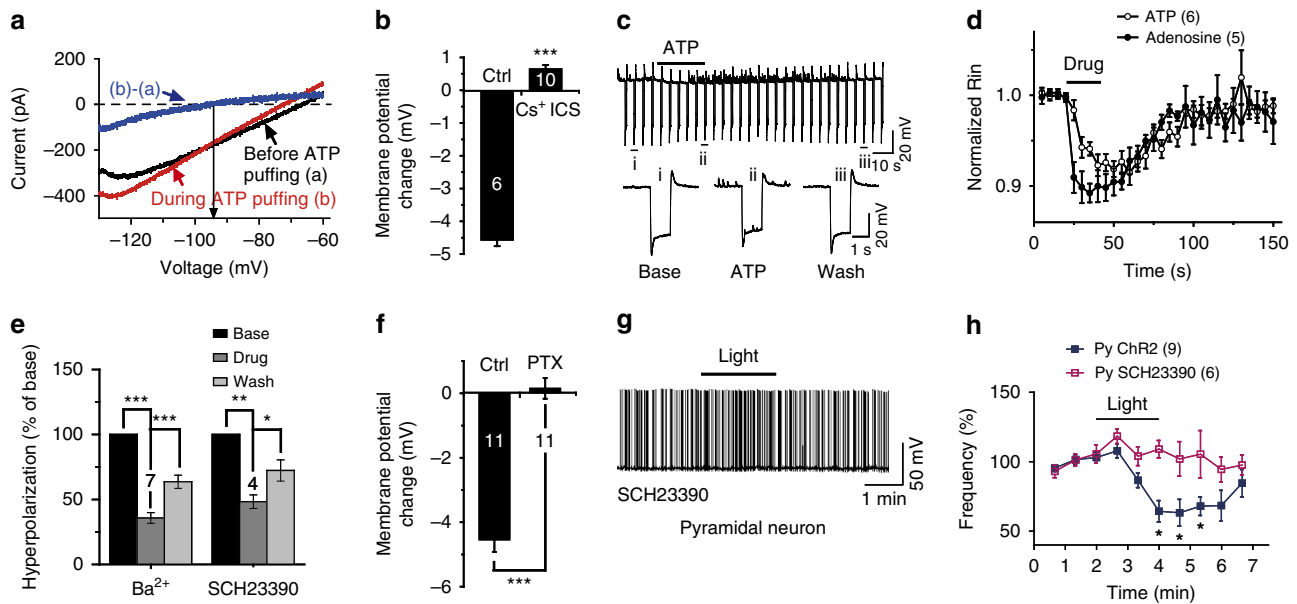 a
200
0
−200
−400
Current (pA)
(b)-(a)
Before ATP
puffing (a)
During ATP puffing (b)
−120
−100
−80
−60
Voltage (mV)
b
1
0
−1
−2
−3
−4
−5
Membrane potential
change (mV)
Ctrl
***
10
Cs+ ICS
6
c
ATP
i
ii
iii
10 s
20 mV
i
ii
iii
1 s
20 mV
Base
ATP
Wash
d
ATP (6)
Adenosine (5)
Drug
1.0
0.9
Normalized Rin
0
50
100
150
Time (s)
e
Base
Drug
Wash
150
100
50
0
Hyperpolarization (% of base)
***
***
7
**
*
4
Ba2+
SCH23390
f
0
−1
−2
−3
−4
−5
−6
Membrane potential
change (mV)
Ctrl
PTX
11
11
***
g
Light
SCH23390
1 min
50 mV
Pyramidal neuron
h
Py ChR2 (9)
Py SCH23390 (6)
Light
150
100
50
Frequency (%)
*
*
*
0
1
2
3
4
5
6
7
Time (min)